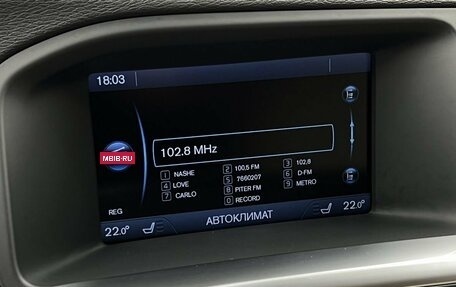 18:03
MBIB·RU
102.8 MHz
1 NASHE 2 100,5 FM 3 102.8
4 LOVE 5 7660207 6 D-FM
7 CARLO 8 PITER FM 9 METRO
0 RECORD
REG
АВТОКЛИМАТ
22.0° 22.0°